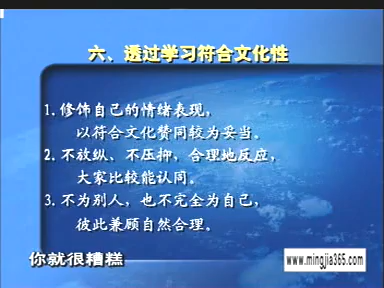 六、透过学习符合文化性
1.修饰自己的情绪表现，
以符合文化赞同较为妥当。
2.不放纵、不压抑，合理地反应，
大家比较能认同。
3.不为别人，也不完全为自己，
彼此兼顾自然合理。
你就很糟糕
www.mingjia365.com